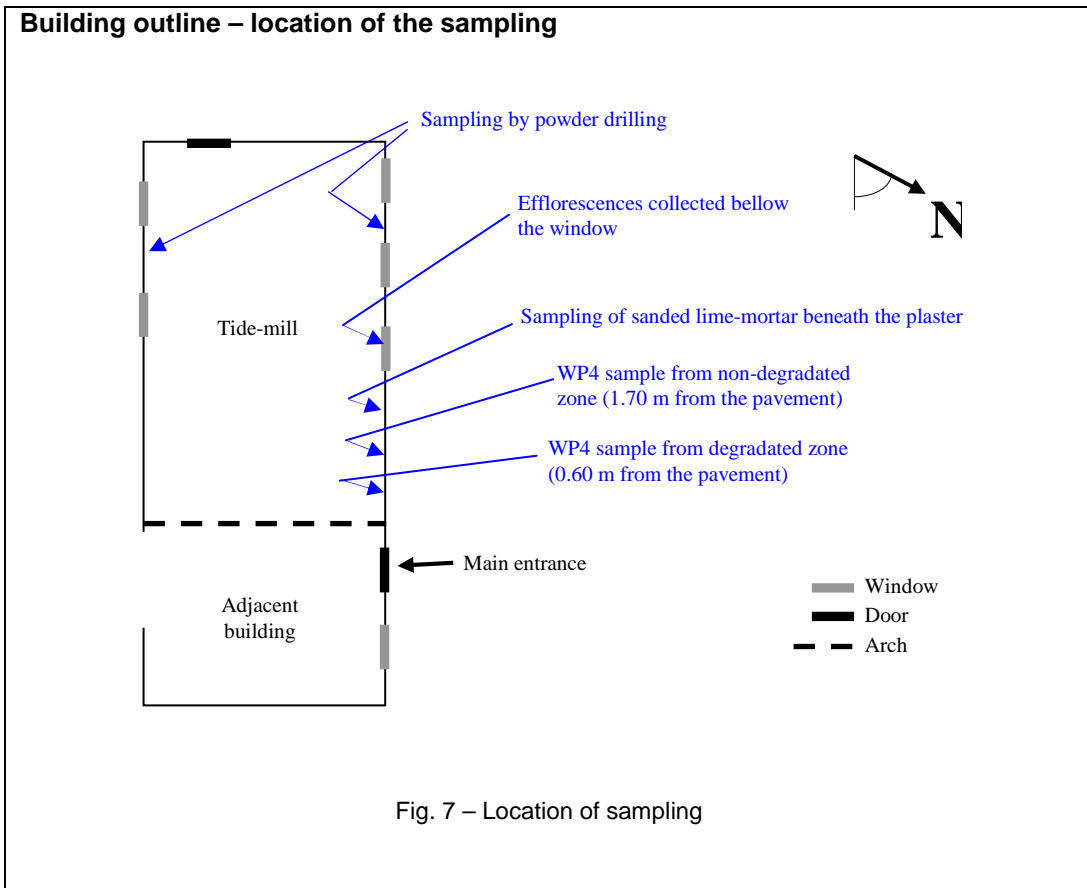 Building outline – location of the sampling
Sampling by powder drilling
Efflorescences collected bellow
the window
N
Tide-mill
Sampling of sanded lime-mortar beneath the plaster
WP4 sample from non-degradated
zone (1.70 m from the pavement)
WP4 sample from degradated zone
(0.60 m from the pavement)
Main entrance
Adjacent
building
Window
Door
Arch
Fig. 7 – Location of sampling